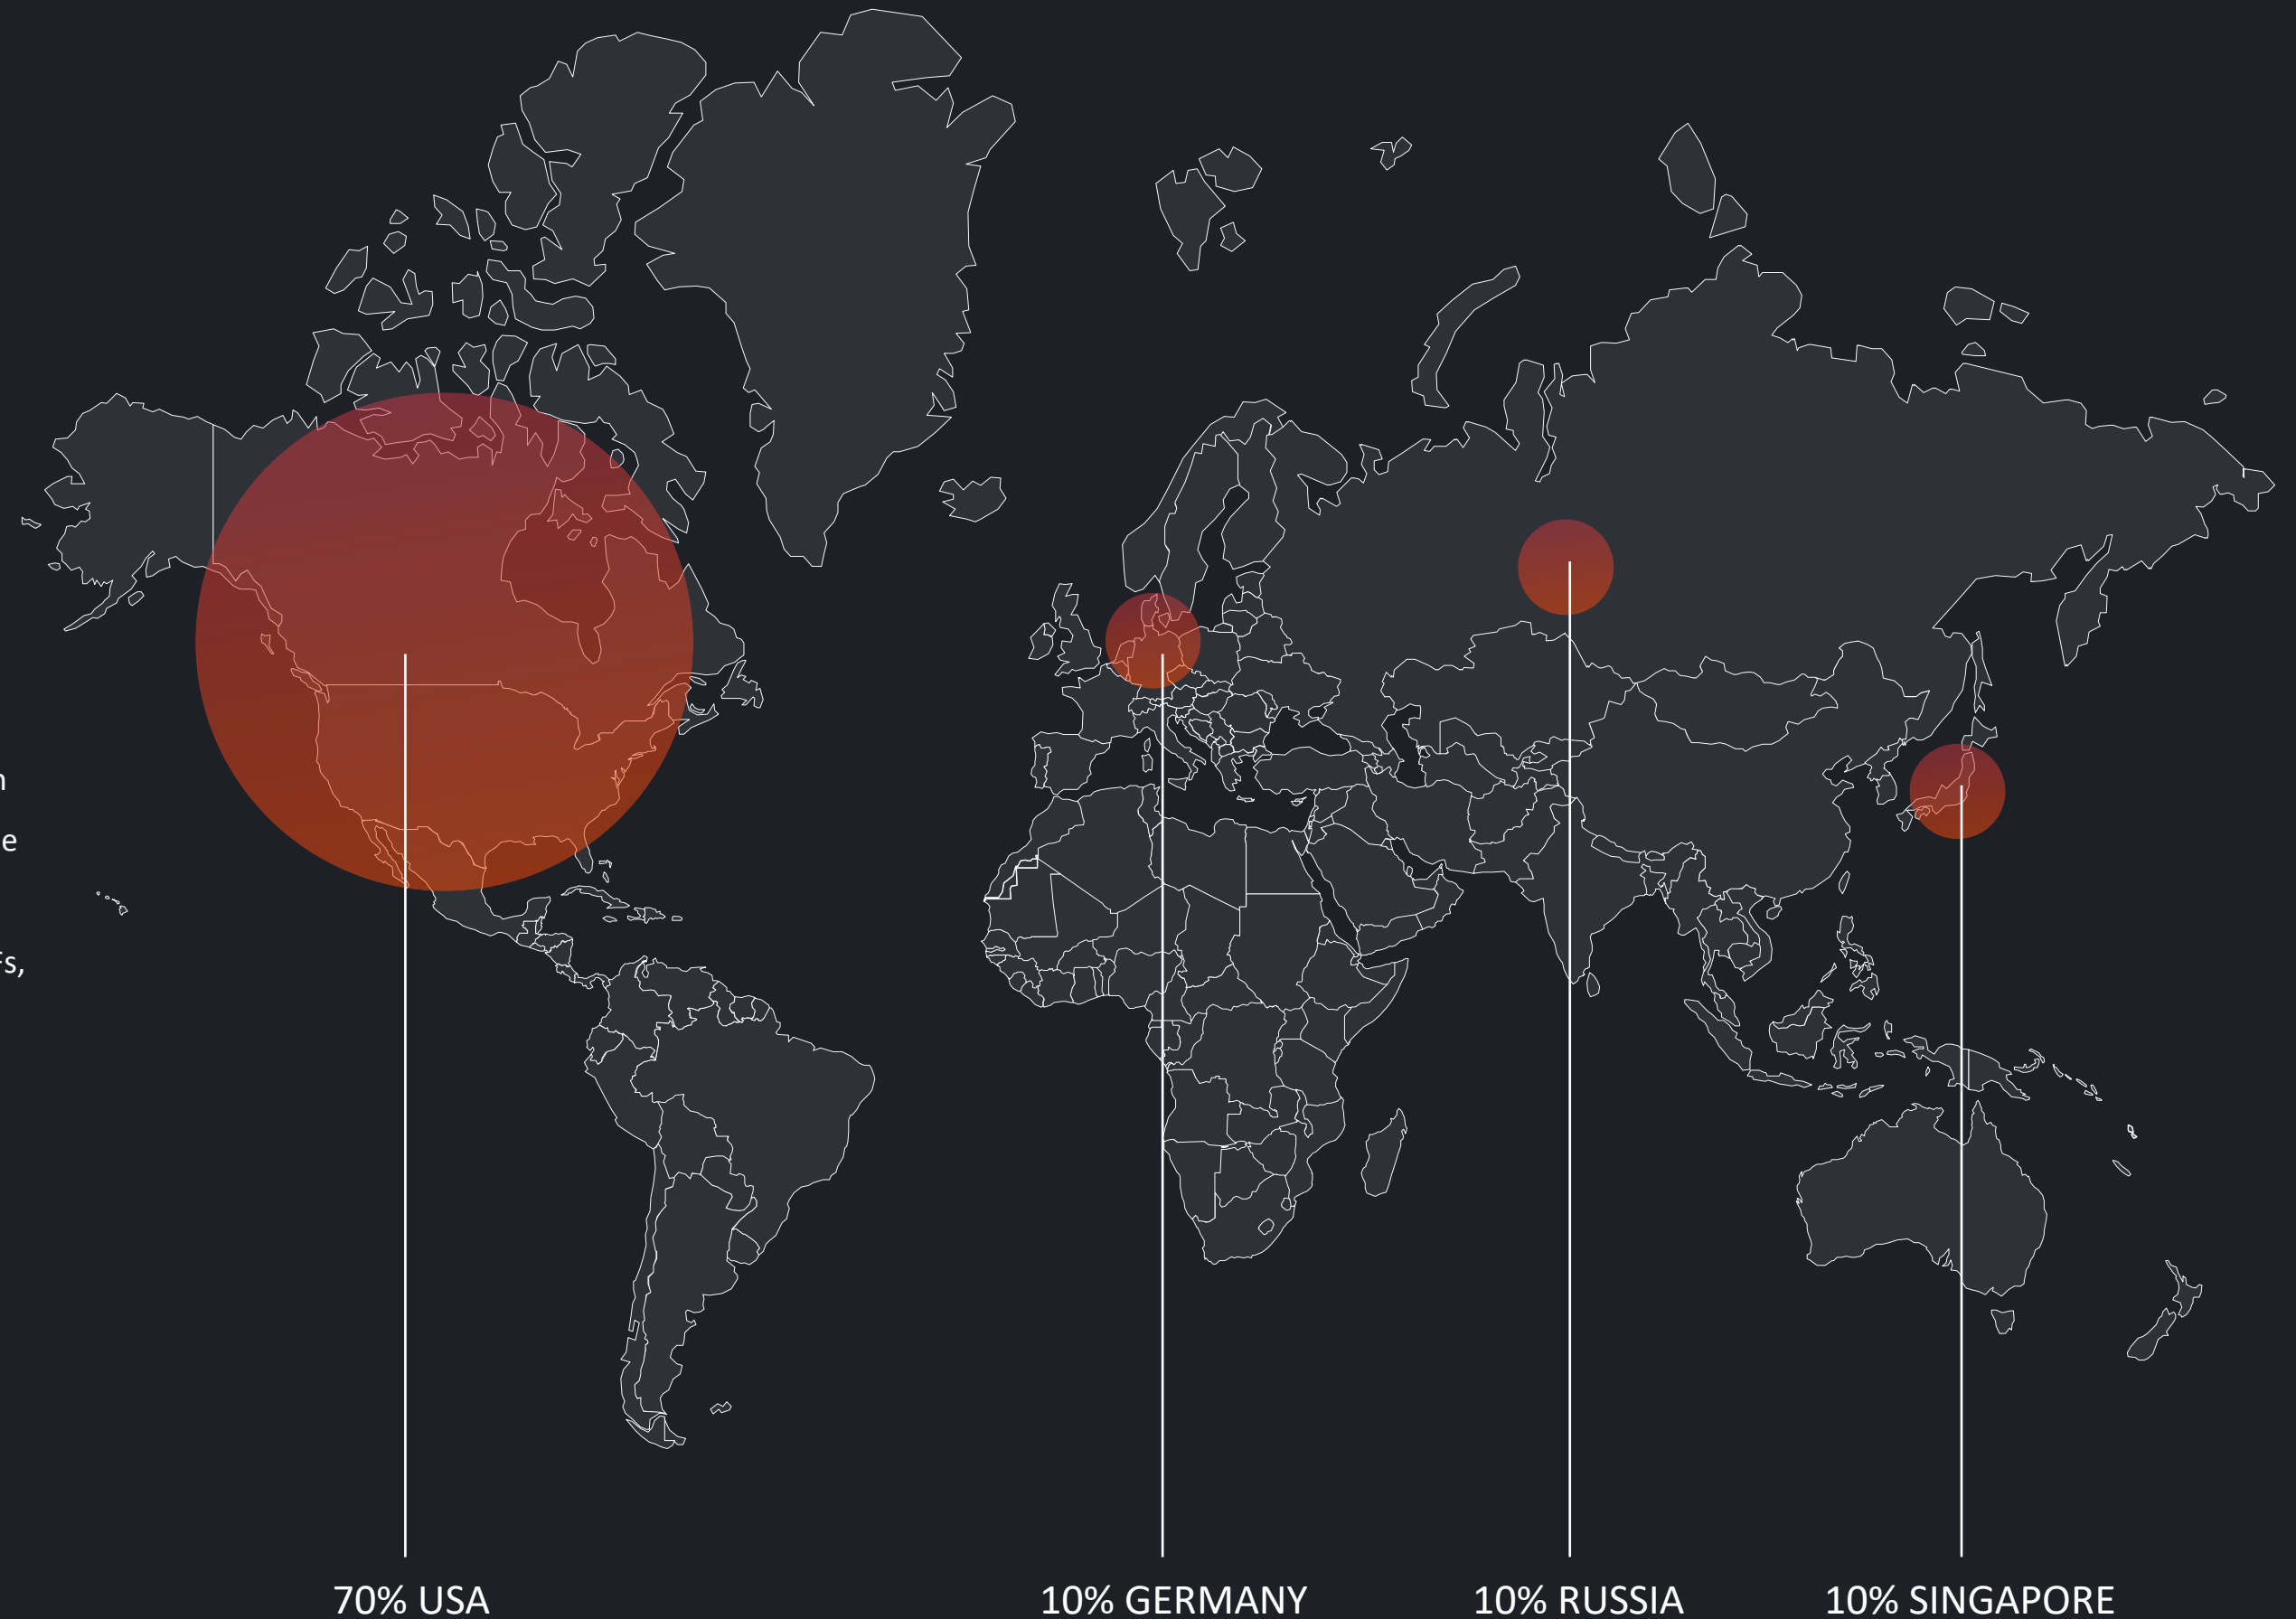 n
e
s,
70% USA
10% GERMANY
10% RUSSIA
10% SINGAPORE